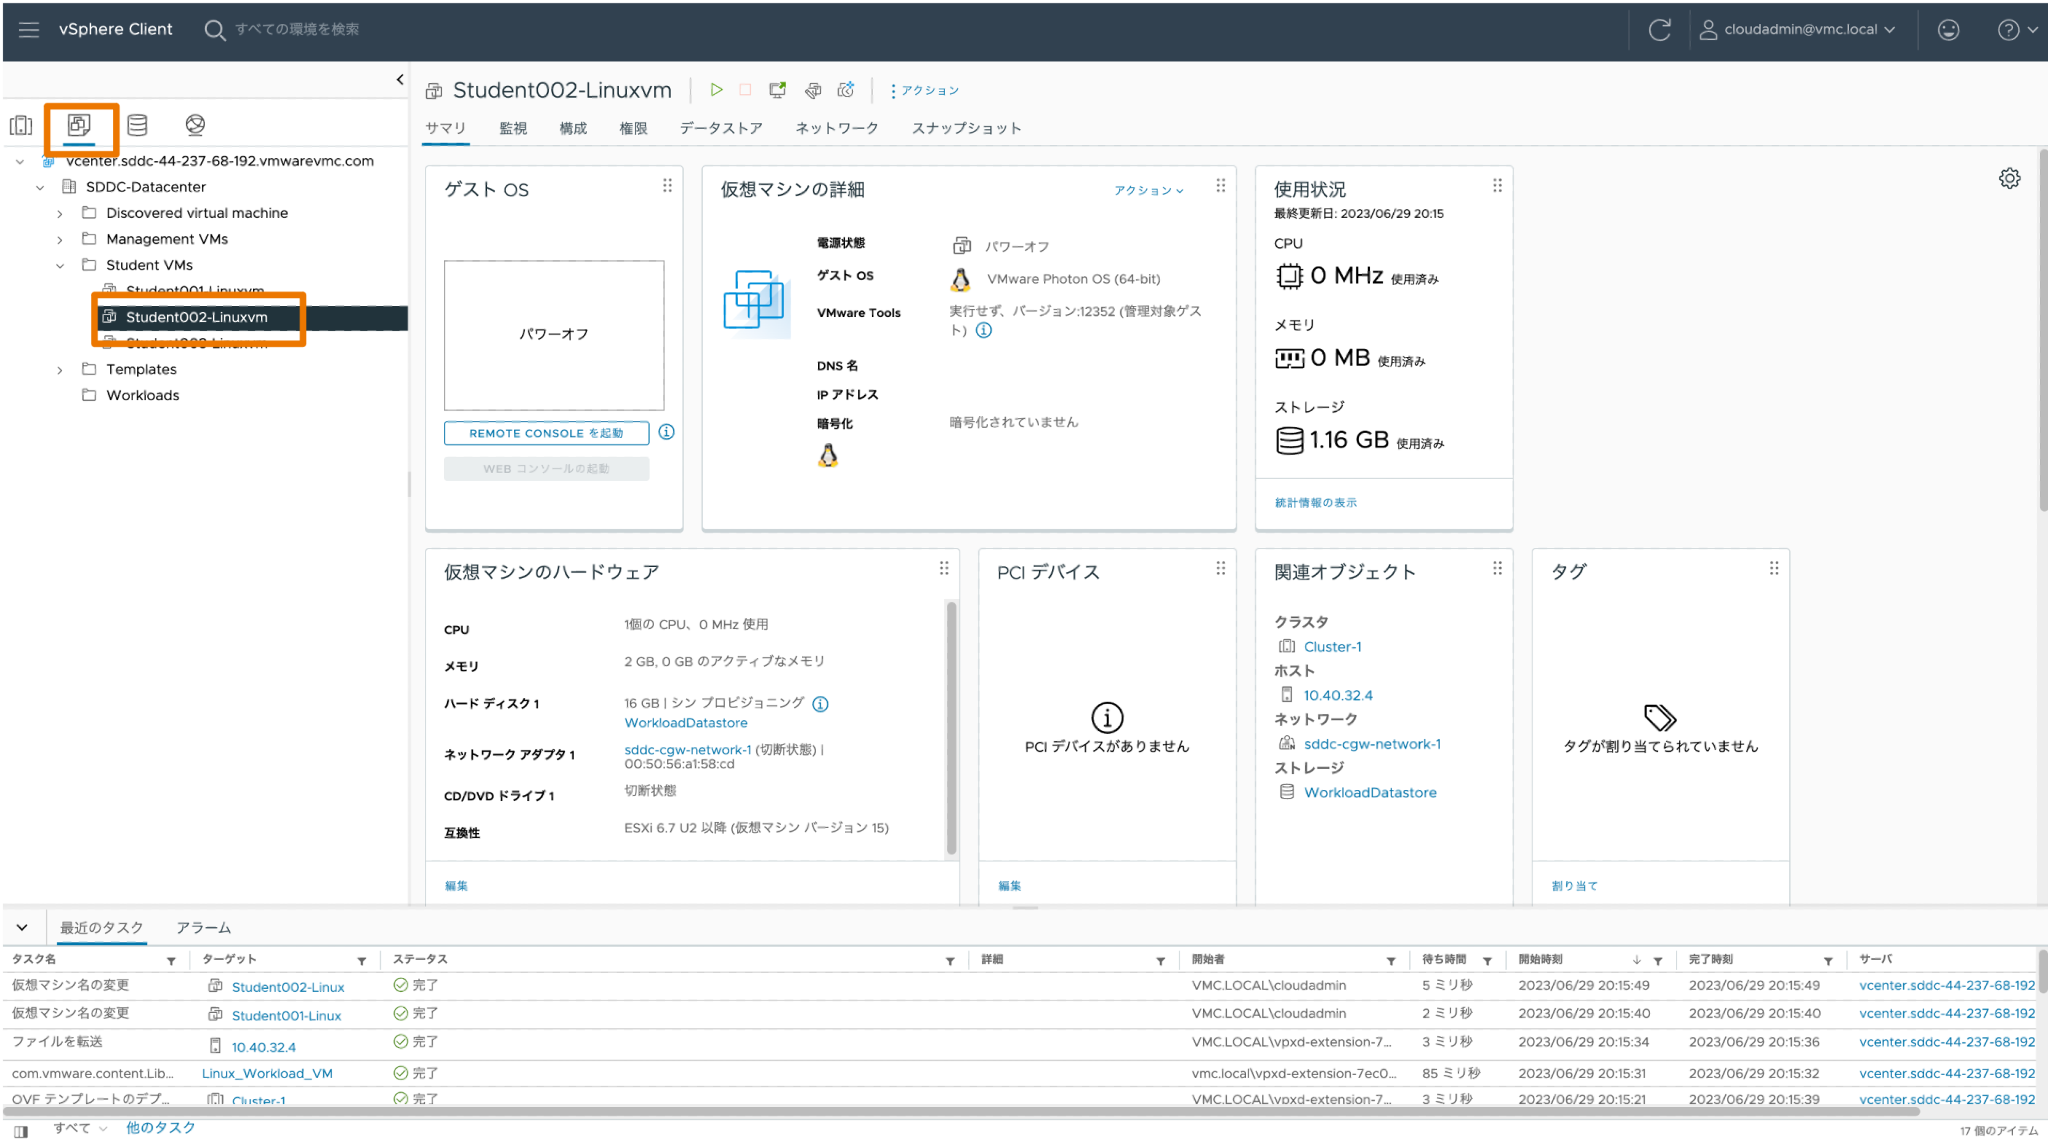 vSphere Client
すべての環境を検索
cloudadmin@vmc.local
vcenter.sddc-44-237-68-192.vmwarevmc.com
SDDC-Datacenter
Discovered virtual machine
Management VMs
Student VMs
Student001-Linuxvm
Student002-Linuxvm
Templates
Workloads
Student002-Linuxvm
アクション
サマリ 監視 構成 権限 データストア ネットワーク スナップショット
ゲスト OS
パワーオフ
REMOTE CONSOLE を起動
WEB コンソールの起動
仮想マシンの詳細
アクション
電源状態 パワーオフ
ゲスト OS VMware Photon OS (64-bit)
VMware Tools 実行せず、バージョン:12352 (管理対象ゲス
ト)
DNS 名
IP アドレス
暗号化 暗号化されていません
使用状況
最終更新日: 2023/06/29 20:15
CPU
0 MHz 使用済み
メモリ
0 MB 使用済み
ストレージ
1.16 GB 使用済み
統計情報の表示
仮想マシンのハードウェア
CPU 1個の CPU、0 MHz 使用
メモリ 2 GB, 0 GB のアクティブなメモリ
ハード ディスク 1 16 GB | シン プロビジョニング
WorkloadDatastore
ネットワーク アダプタ 1 sddc-cgw-network-1 (切断状態) |
00:50:56:a1:58:cd
CD/DVD ドライブ 1 切断状態
互換性 ESXi 6.7 U2 以降 (仮想マシン バージョン 15)
編集
PCI デバイス
PCI デバイスがありません
編集
関連オブジェクト
クラスタ
Cluster-1
ホスト
10.40.32.4
ネットワーク
sddc-cgw-network-1
ストレージ
WorkloadDatastore
タグ
タグが割り当てられていません
割り当て
最近のタスク アラーム
タスク名 ターゲット ステータス 詳細 開始者 待ち時間 開始時刻 完了時刻 サーバ
仮想マシン名の変更 Student002-Linux 完了 VMC.LOCAL\cloudadmin 5 ミリ秒 2023/06/29 20:15:49 2023/06/29 20:15:49 vcenter.sddc-44-237-68-192
仮想マシン名の変更 Student001-Linux 完了 VMC.LOCAL\cloudadmin 2 ミリ秒 2023/06/29 20:15:40 2023/06/29 20:15:40 vcenter.sddc-44-237-68-192
ファイルを転送 10.40.32.4 完了 VMC.LOCAL\vpxd-extension-7... 3 ミリ秒 2023/06/29 20:15:34 2023/06/29 20:15:36 vcenter.sddc-44-237-68-192
com.vmware.content.Lib... Linux_Workload_VM 完了 vmc.local\vpxd-extension-7ec0... 85 ミリ秒 2023/06/29 20:15:31 2023/06/29 20:15:32 vcenter.sddc-44-237-68-192
OVF テンプレートのデプ... Cluster-1 完了 VMC.LOCAL\vpxd-extension-7... 3 ミリ秒 2023/06/29 20:15:21 2023/06/29 20:15:39 vcenter.sddc-44-237-68-192
すべて 他のタスク
17 個のアイテム